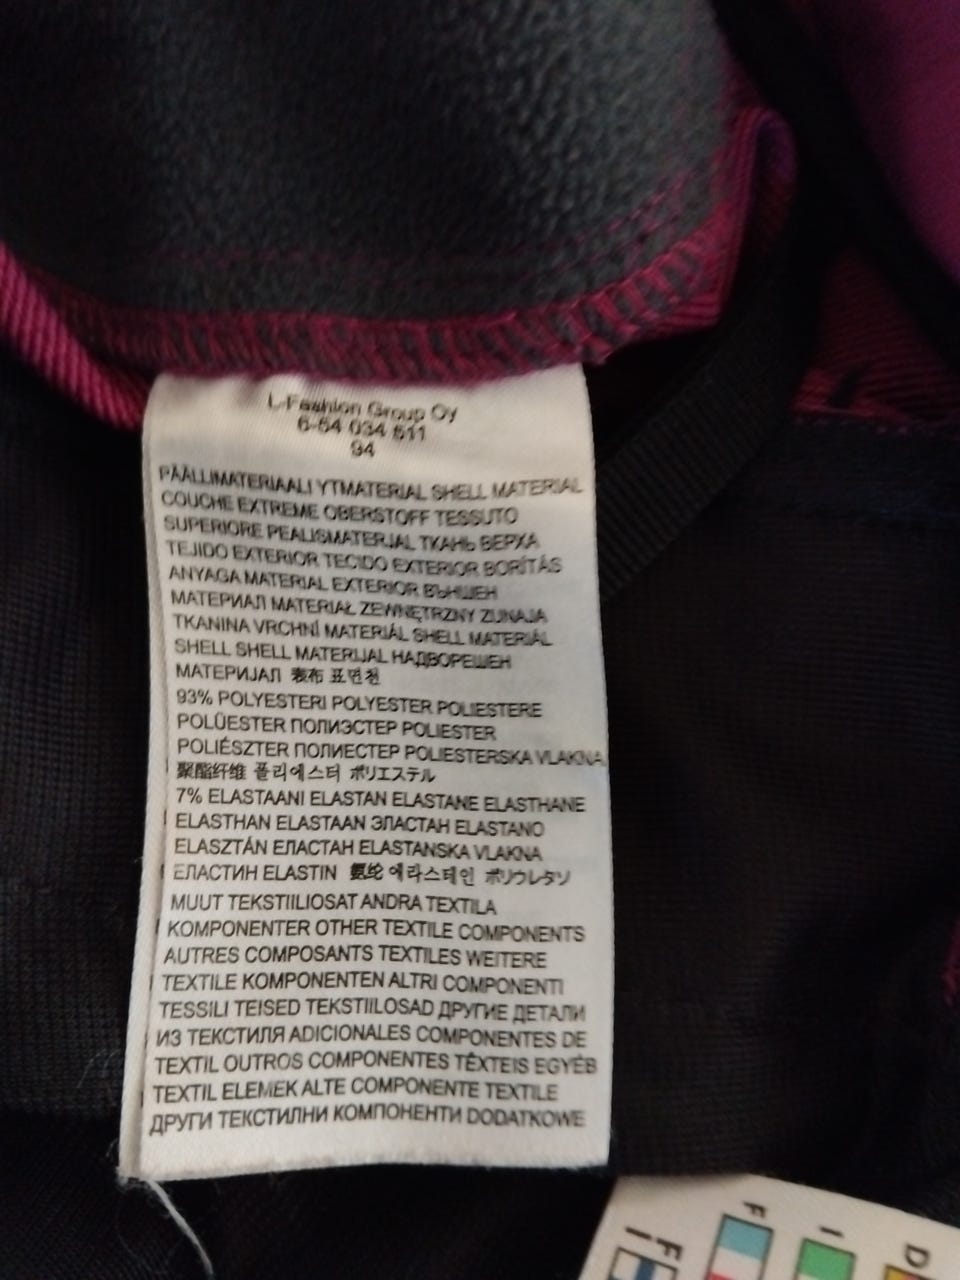 L-Fashion Group Oy
6-54 034 511
94
PÄÄLLIMATERIAALI YTMATERIAL SHELL MATERIAL
COUCHE EXTREME OBERSTOFF TESSUTO
SUPERIORE PEALISMATERJAL ТКАНЬ ВЕРХА
TEJIDO EXTERIOR TECIDO EXTERIOR BORÍTÁS
ANYAGA MATERIAL EXTERIOR ВЪНШЕН
МАТЕРИАЛ MATERIAŁ ZEWNĘTRZNY ZUNAJA
TKANINA VRCHNÍ MATERIÁL SHELL MATERIÁL
SHELL SHELL MATERIJAL НАДВОРЕШЕН
МАТЕРИЈАЛ 表布 표면천
93% POLYESTERI POLYESTER POLIESTERE
POLÜESTER ПОЛИЭСТЕР POLIESTER
POLIÉSZTER ПОЛИЕСТЕР POLIESTERSKA VLAKNA
聚酯纤维 폴리에스터 ポリエステル
7% ELASTAANI ELASTAN ELASTANE ELASTHANE
ELASTHAN ELASTAAN ЭЛАСТАН ELASTANO
ELASZTÁN ЕЛАСТАН ELASTANSKA VLAKNA
ЕЛАСТИН ELASTIN 氨纶 에라스테인 ポリウレタン
MUUT TEKSTIILIOSAT ANDRA TEXTILA
KOMPONENTER OTHER TEXTILE COMPONENTS
AUTRES COMPOSANTS TEXTILES WEITERE
TEXTILE KOMPONENTEN ALTRI COMPONENTI
TESSILI TEISED TEKSTIILOSAD ДРУГИЕ ДЕТАЛИ
ИЗ ТЕКСТИЛЯ ADICIONALES COMPONENTES DE
TEXTIL OUTROS COMPONENTES TÊXTEIS EGYÉB
TEXTIL ELEMEK ALTE COMPONENTE TEXTILE
ДРУГИ ТЕКСТИЛНИ КОМПОНЕНТИ DODATKOWE
F
I
D